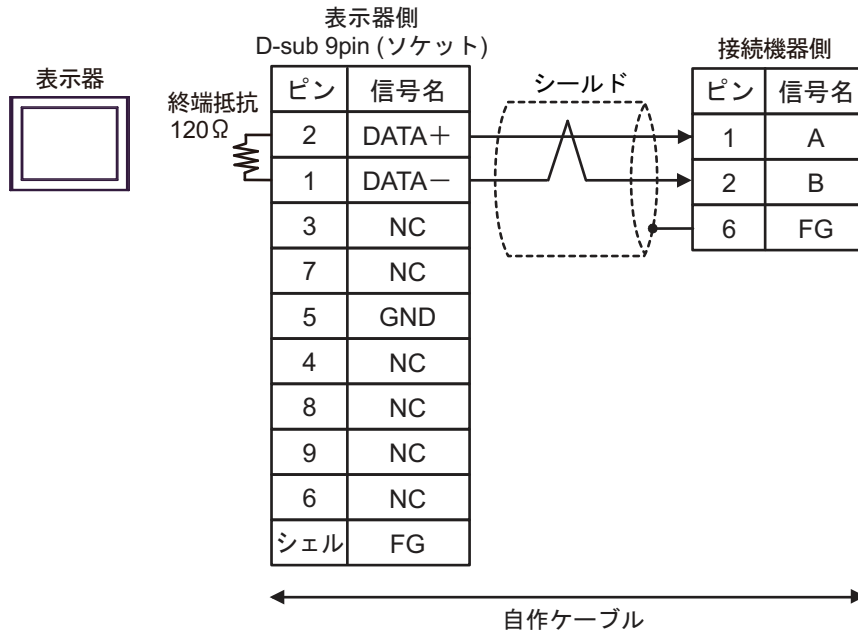 表示器側
D-sub 9pin (ソケット)
接続機器側
表示器
終端抵抗
120Ω
シールド
ピン 信号名
2 DATA＋
1 DATA－
3 NC
7 NC
5 GND
4 NC
8 NC
9 NC
6 NC
シェル FG
ピン 信号名
1 A
2 B
6 FG
自作ケーブル